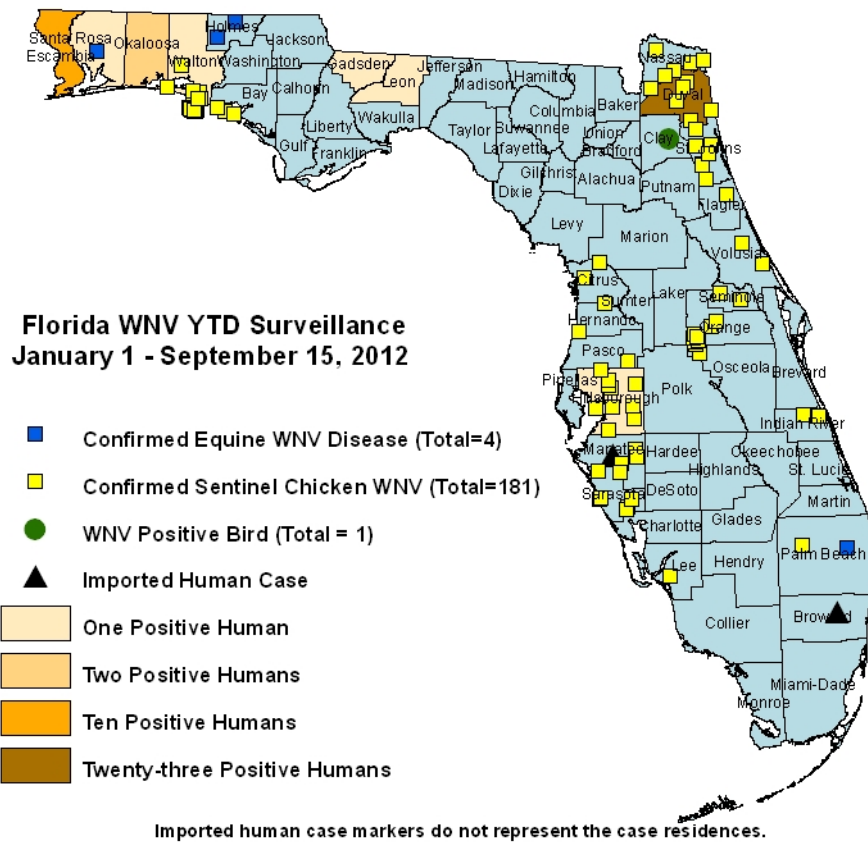 Holmes
Santa Rosa
Okaloosa
Jackson
Escambia
Walton
Washington
Gadsden
Jefferson
Leon
Madison
Hamilton
Nassau
Bay
Calhoun
Baker
Duval
Columbia
Liberty
Wakulla
Taylor
Suwannee
Union
Clay
St. Johns
Gulf
Franklin
Lafayette
Bradford
Gilchrist
Alachua
Putnam
Dixie
Flagler
Levy
Marion
Volusia
Citrus
Lake
Seminole
Sumter
Florida WNV YTD Surveillance
January 1 - September 15, 2012
Hernando
Orange
Pasco
Osceola
Brevard
Pinellas
Polk
Hillsborough
Indian River
Manatee
Hardee
Okeechobee
Highlands
St. Lucie
Sarasota
DeSoto
Martin
Glades
Charlotte
Palm Beach
Lee
Hendry
Broward
Collier
Miami-Dade
Monroe
Confirmed Equine WNV Disease (Total=4)
Confirmed Sentinel Chicken WNV (Total=181)
WNV Positive Bird (Total = 1)
Imported Human Case
One Positive Human
Two Positive Humans
Ten Positive Humans
Twenty-three Positive Humans
Imported human case markers do not represent the case residences.